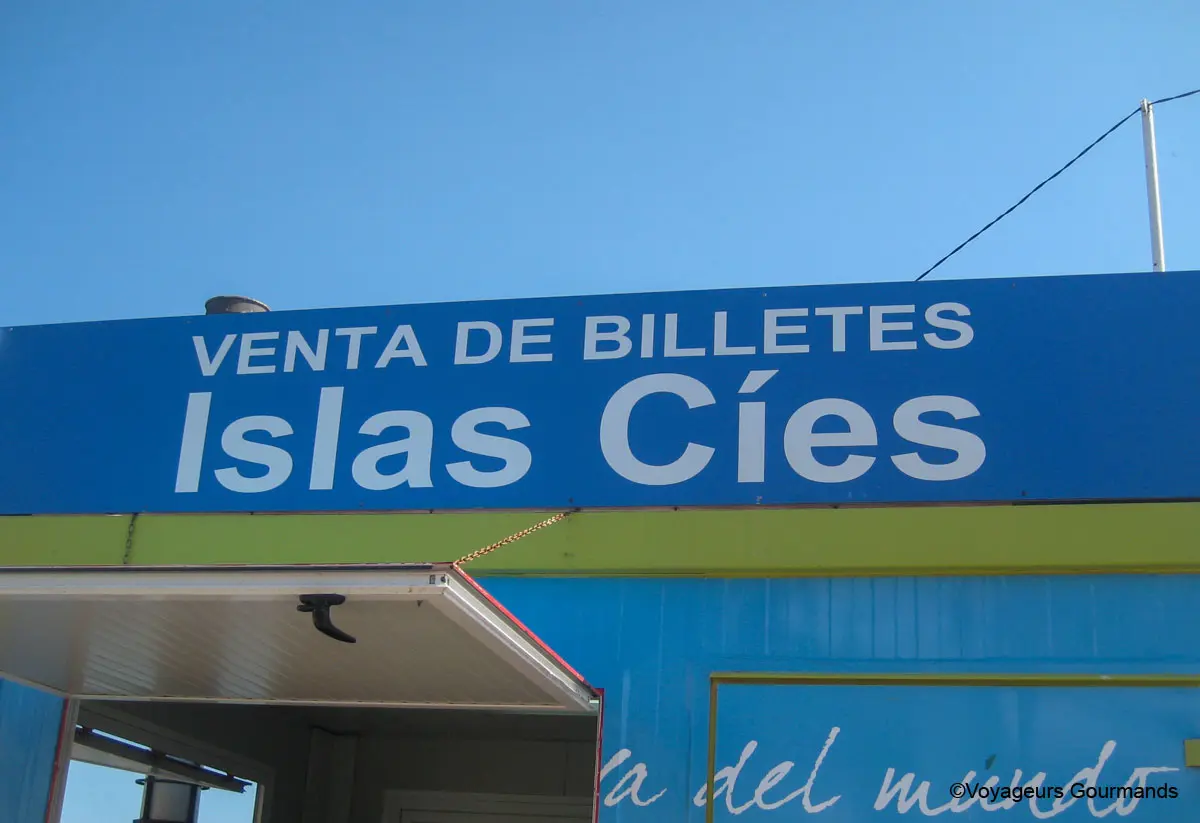 VENTA DE BILLETES
Islas Cíes
del mundo
©Voyageurs Gourmands